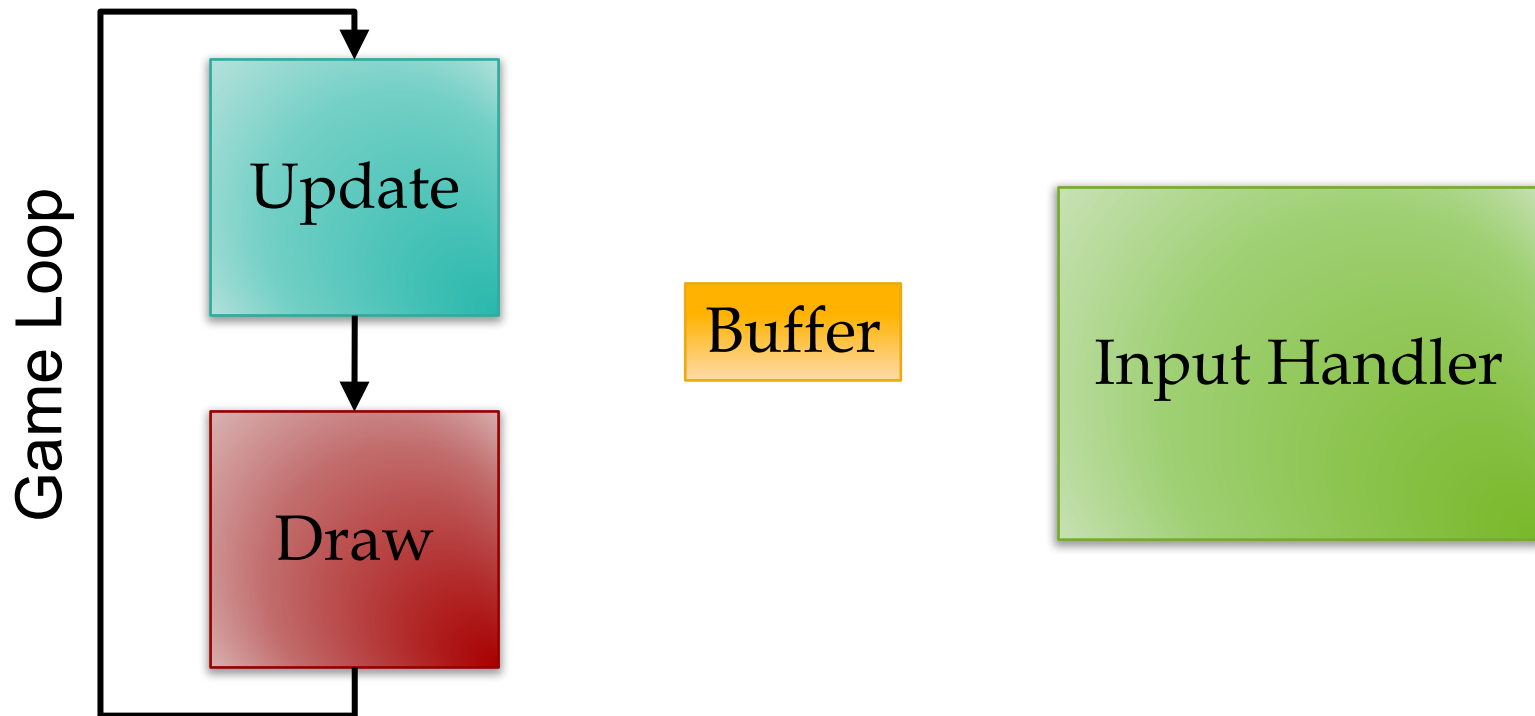 Game Loop
Update
Buffer
Input Handler
Draw